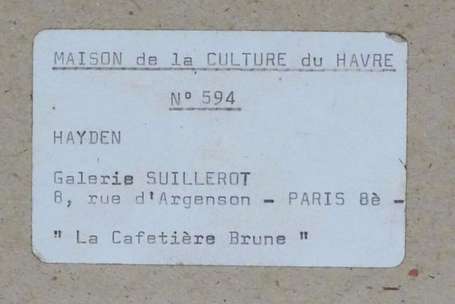 MAISON de la CULTURE du HAVRE
N° 594
HAYDEN
Galerie SUILLEROT
8, rue d'Argenson - PARIS 8è -
" La Cafetière Brune "